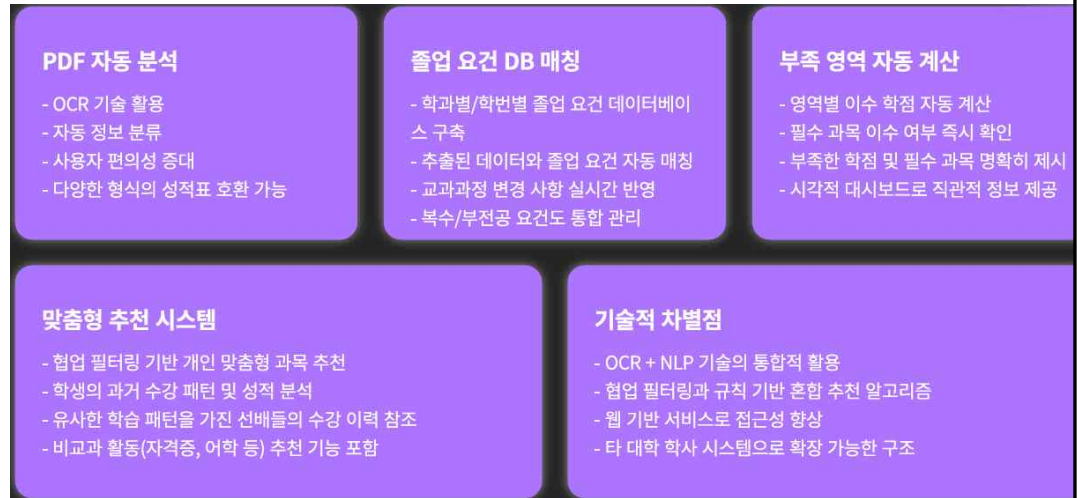 PDF 자동 분석
- OCR 기술 활용
- 자동 정보 분류
- 사용자 편의성 증대
- 다양한 형식의 성적표 호환 가능
졸업 요건 DB 매칭
- 학과별/학번별 졸업 요건 데이터베이
스 구축
- 추출된 데이터와 졸업 요건 자동 매칭
- 교과과정 변경 사항 실시간 반영
- 복수/부전공 요건도 통합 관리
부족 영역 자동 계산
- 영역별 이수 학점 자동 계산
- 필수 과목 이수 여부 즉시 확인
- 부족한 학점 및 필수 과목 명확히 제시
- 시각적 대시보드로 직관적 정보 제공
맞춤형 추천 시스템
- 협업 필터링 기반 개인 맞춤형 과목 추천
- 학생의 과거 수강 패턴 및 성적 분석
- 유사한 학습 패턴을 가진 선배들의 수강 이력 참조
- 비교과 활동(자격증, 어학 등) 추천 기능 포함
기술적 차별점
- OCR + NLP 기술의 통합적 활용
- 협업 필터링과 규칙 기반 혼합 추천 알고리즘
- 웹 기반 서비스로 접근성 향상
- 타 대학 학사 시스템으로 확장 가능한 구조